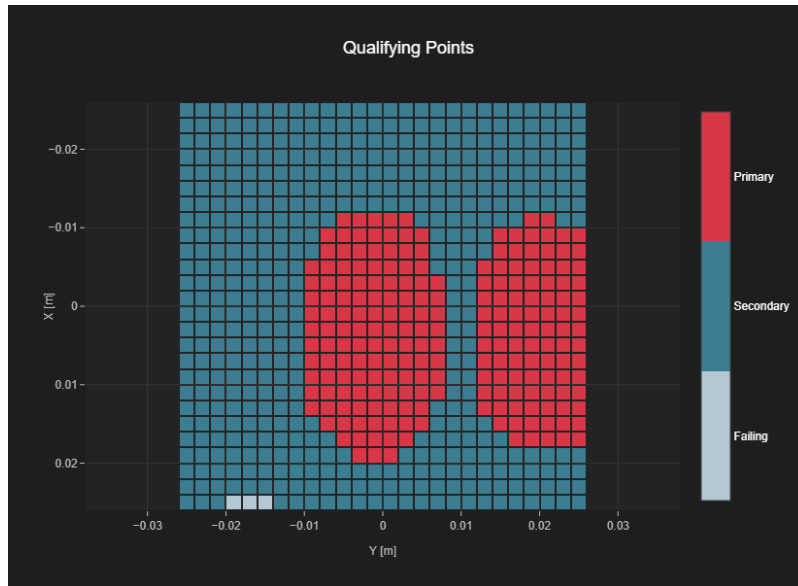 Qualifying Points
−0.02
−0.01
0
0.01
0.02
X [m]
−0.03
−0.02
−0.01
0
0.01
0.02
0.03
Y [m]
Primary
Secondary
Failing